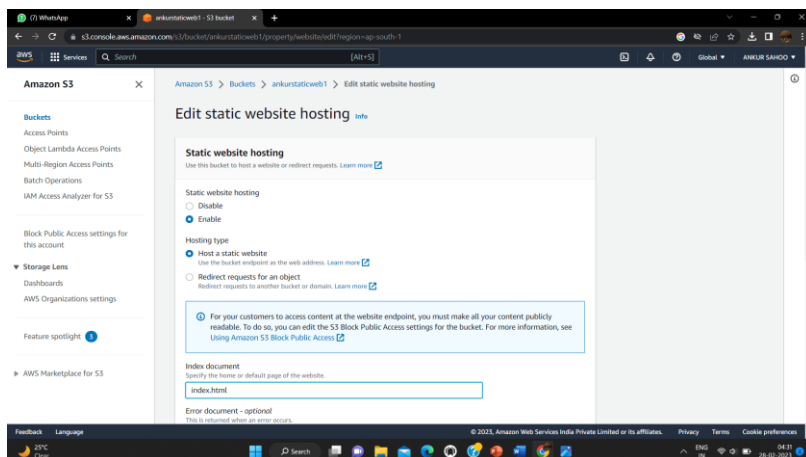 (7) WhatsApp
ankurstaticweb1 - S3 bucket
s3.console.aws.amazon.com/s3/bucket/ankurstaticweb1/property/website/edit?region=ap-south-1
aws
Services
Search
[Alt+S]
Global
ANKUR SAHOO
Amazon S3
Buckets
Access Points
Object Lambda Access Points
Multi-Region Access Points
Batch Operations
IAM Access Analyzer for S3
Block Public Access settings for
this account
Storage Lens
Dashboards
AWS Organizations settings
Feature spotlight 3
AWS Marketplace for S3
Amazon S3 > Buckets > ankurstaticweb1 > Edit static website hosting
Edit static website hosting Info
Static website hosting
Use this bucket to host a website or redirect requests. Learn more
Static website hosting
Disable
Enable
Hosting type
Host a static website
Use the bucket endpoint as the web address. Learn more
Redirect requests for an object
Redirect requests to another bucket or domain. Learn more
For your customers to access content at the website endpoint, you must make all your content publicly
readable. To do so, you can edit the S3 Block Public Access settings for the bucket. For more information, see
Using Amazon S3 Block Public Access
Index document
Specify the home or default page of the website.
index.html
Error document - optional
This is returned when an error occurs.
Feedback Language
© 2023, Amazon Web Services India Private Limited or its affiliates. Privacy Terms Cookie preferences
25°C
Clear
Search
ENG
IN
04:31
28-02-2023